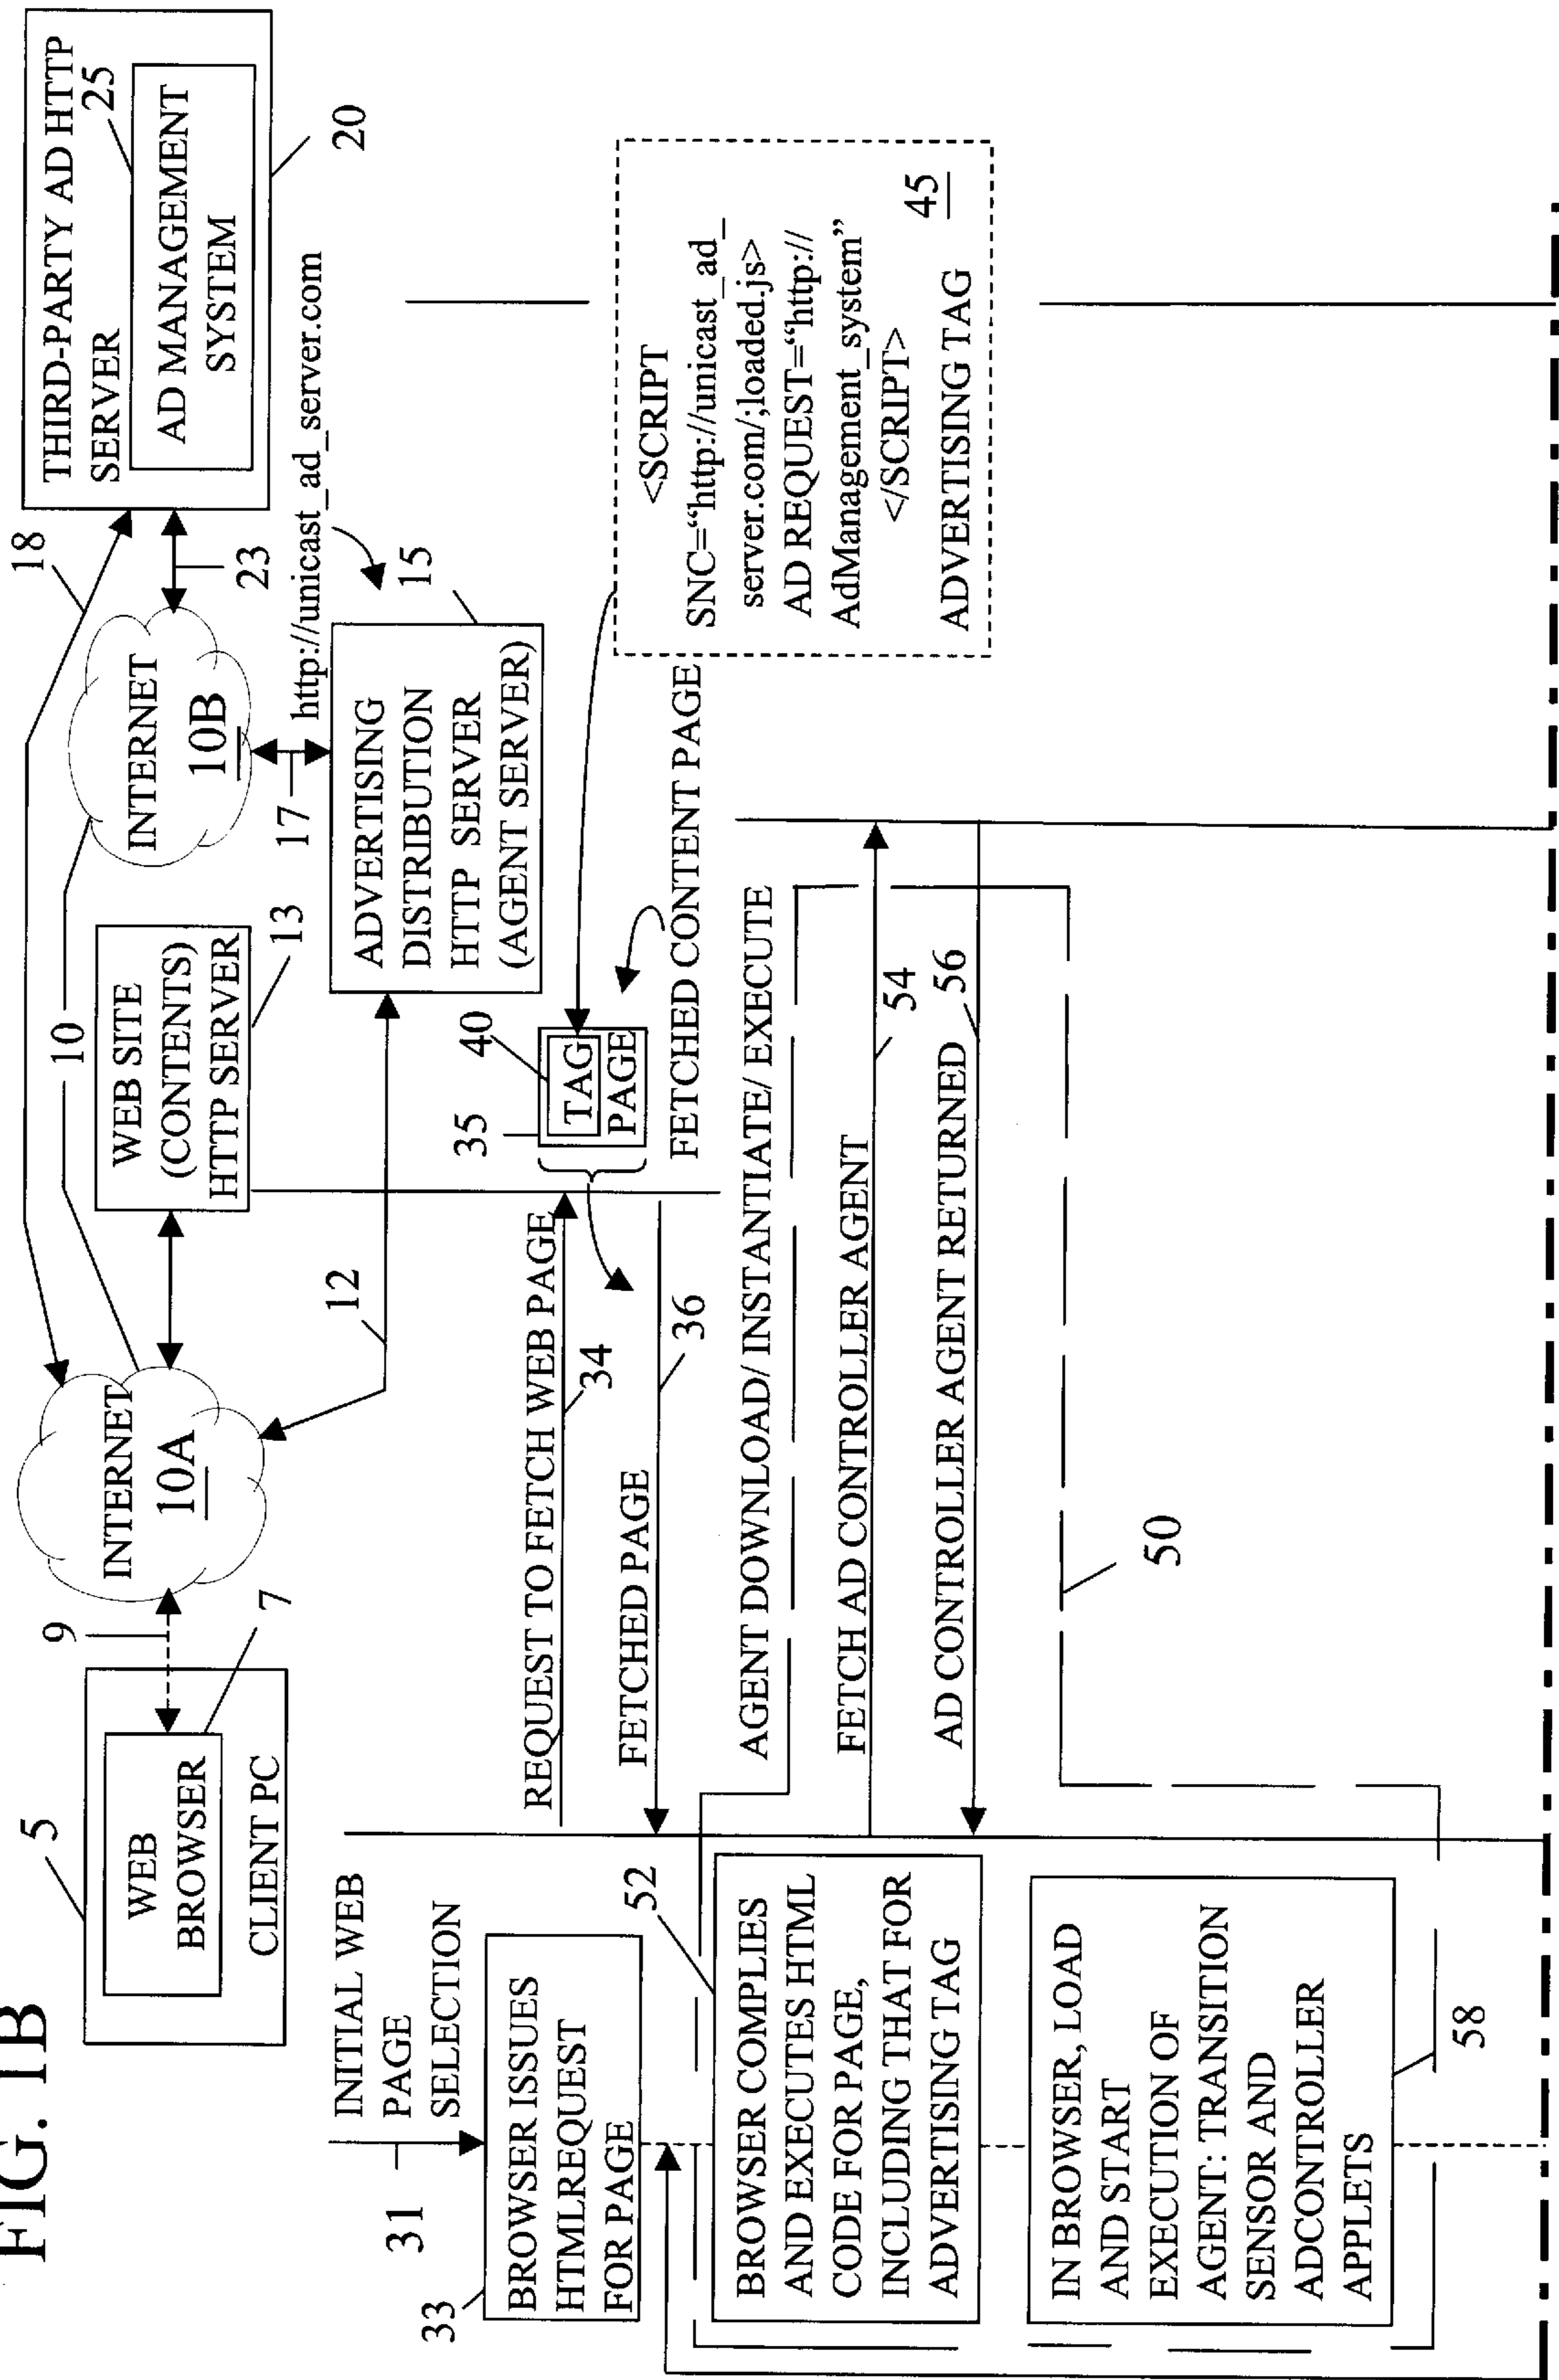 FIG. 1B
5
WEB
BROWSER
CLIENT PC
7
9
INTERNET
10A
10
18
WEB SITE
(CONTENTS)
HTTP SERVER
13
12
INTERNET
10B
17
23
http://unicast_ad_server.com
ADVERTISING
DISTRIBUTION
HTTP SERVER
(AGENT SERVER)
15
THIRD-PARTY AD HTTP
SERVER
25
AD MANAGEMENT
SYSTEM
20
INITIAL WEB
PAGE
SELECTION
31
33
BROWSER ISSUES
HTMLREQUEST
FOR PAGE
REQUEST TO FETCH WEB PAGE
34
FETCHED PAGE
36
35
40
TAG
PAGE
FETCHED CONTENT PAGE
<SCRIPT
SNC=“http://unicast_ad_
server.com/;loaded.js>
AD REQUEST=“http://
AdManagement_system”
</SCRIPT>
ADVERTISING TAG
45
AGENT DOWNLOAD/ INSTANTIATE/ EXECUTE
52
BROWSER COMPLIES
AND EXECUTES HTML
CODE FOR PAGE,
INCLUDING THAT FOR
ADVERTISING TAG
FETCH AD CONTROLLER AGENT
54
AD CONTROLLER AGENT RETURNED
56
50
IN BROWSER, LOAD
AND START
EXECUTION OF
AGENT: TRANSITION
SENSOR AND
ADCONTROLLER
APPLETS
58